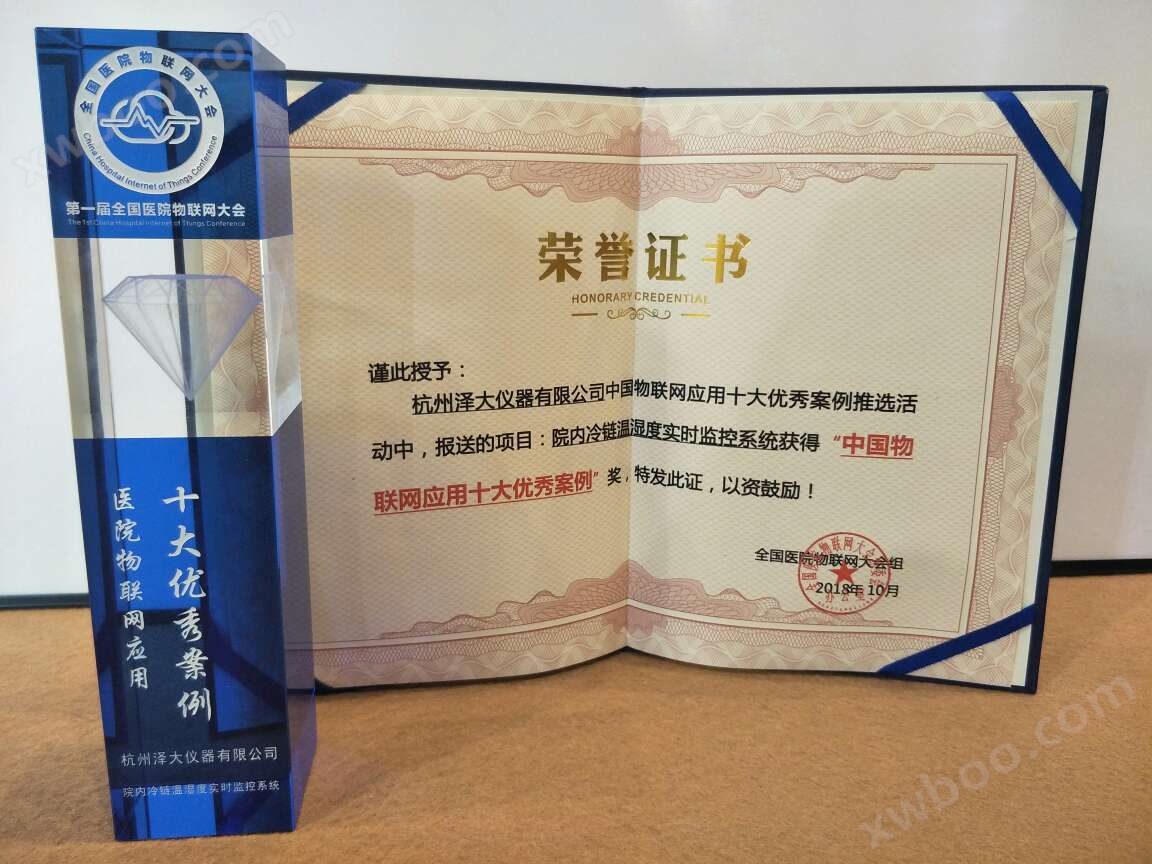 全国医院物联网大会
China Hospital Internet of Things Conference
第一届全国医院物联网大会
The 1st China Hospital Internet of Things Conference
十大优秀案例
医院物联网应用
杭州泽大仪器有限公司
院内冷链温湿度实时监控系统
荣誉证书
HONORARY CREDENTIAL
谨此授予：
杭州泽大仪器有限公司中国物联网应用十大优秀案例推选活
动中，报送的项目：院内冷链温湿度实时监控系统获得“中国物
联网应用十大优秀案例”奖，特发此证，以资鼓励！
全国医院物联网大会组
2018年10月
办公室
xwboo.com
xwboo.com